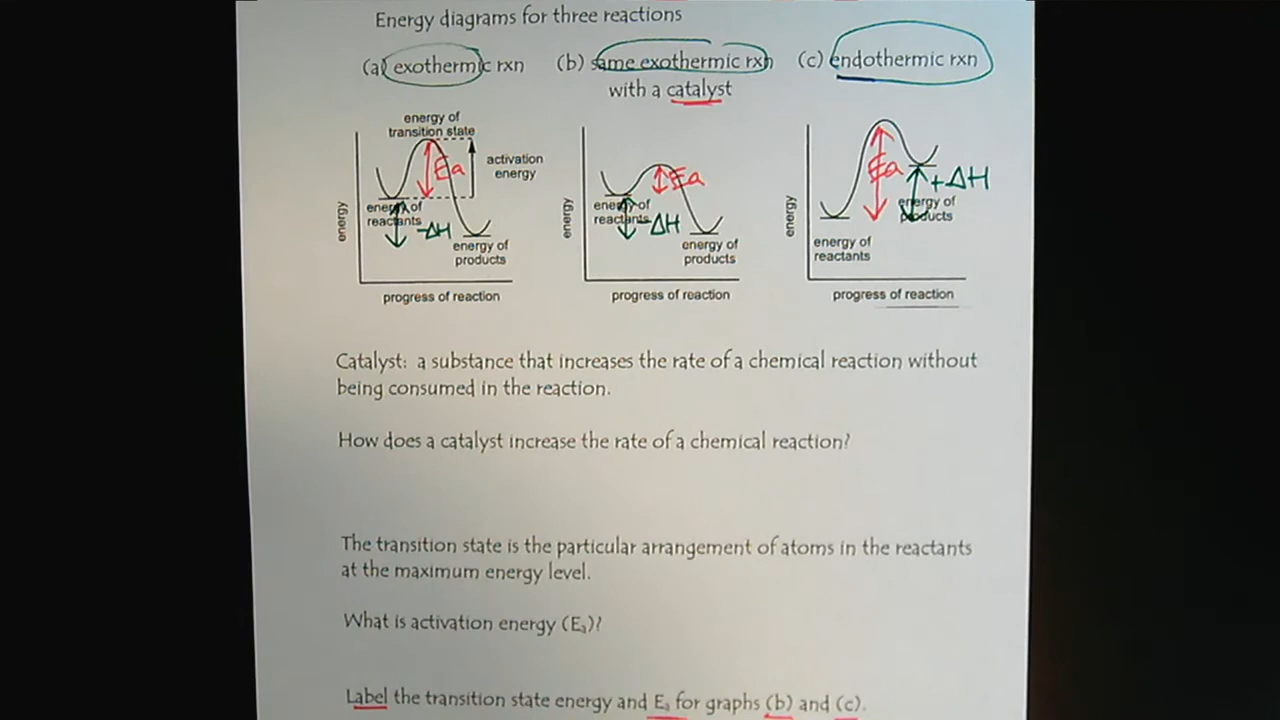 Energy diagrams for three reactions
(a) exothermic rxn
(b) same exothermic rxn
with a catalyst
(c) endothermic rxn
energy of
transition state
activation
energy
Ea
energy of
reactants
-ΔH
energy of
products
energy
progress of reaction
Ea
energy of
reactants
-ΔH
energy of
products
energy
progress of reaction
Ea
+ΔH
energy of
products
energy of
reactants
energy
progress of reaction
Catalyst: a substance that increases the rate of a chemical reaction without
being consumed in the reaction.
How does a catalyst increase the rate of a chemical reaction?
The transition state is the particular arrangement of atoms in the reactants
at the maximum energy level.
What is activation energy (Eₐ)?
Label the transition state energy and Eₐ for graphs (b) and (c).